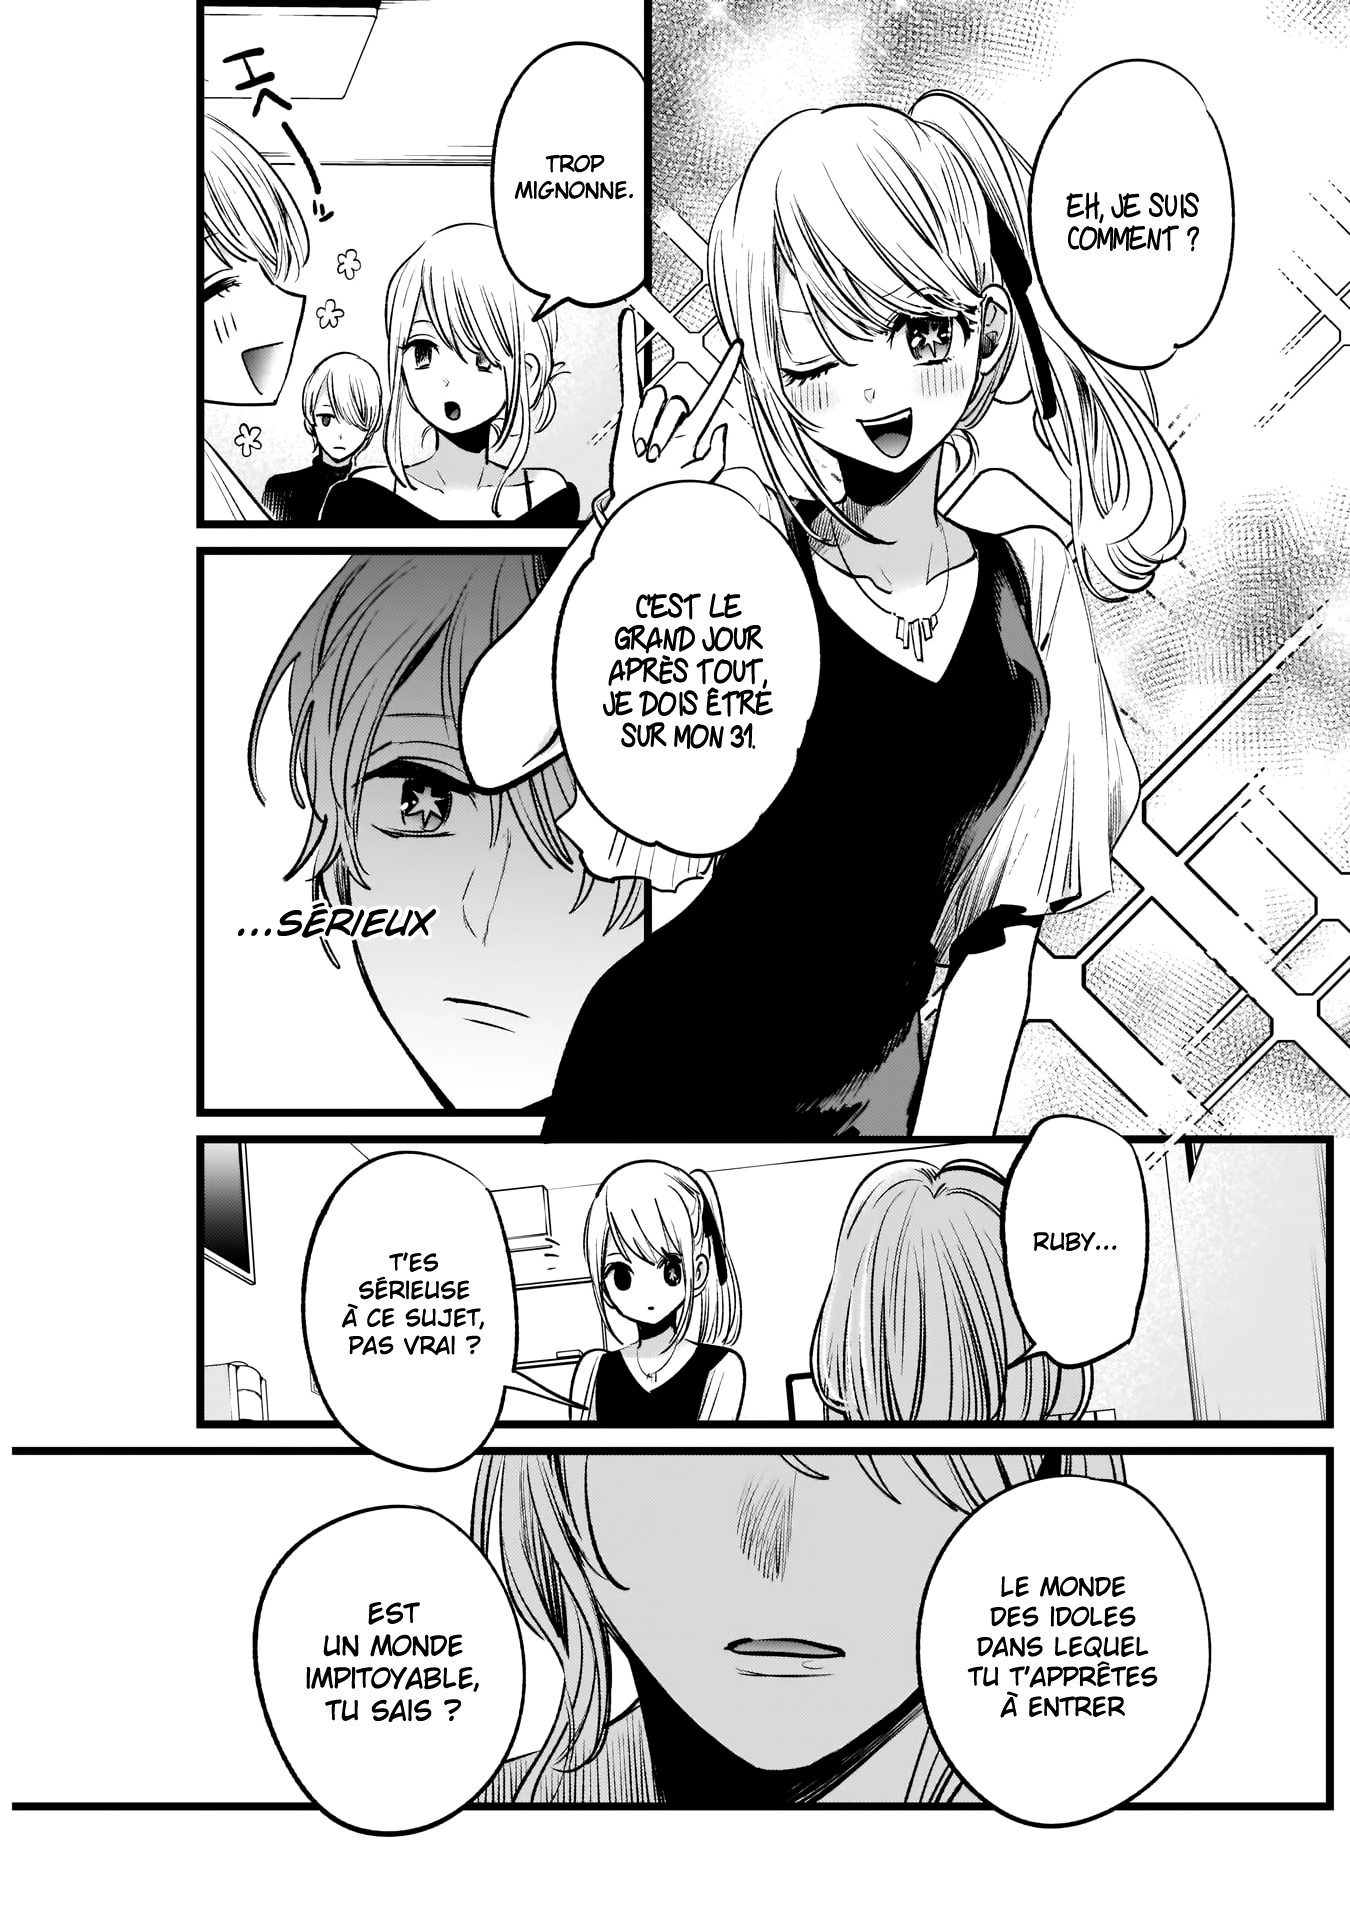 EH, JE SUIS
COMMENT ?
C'EST LE
GRAND JOUR
APRÈS TOUT,
JE DOIS ÊTRE
SUR MON 31.
TROP
MIGNONNE.
エヘ
...SÉRIEUX
RUBY...
T'ES
SÉRIEUSE
À CE SUJET,
PAS VRAI ?
LE MONDE
DES IDOLES
DANS LEQUEL
TU T'APPRÊTES
À ENTRER
EST
UN MONDE
IMPITOYABLE,
TU SAIS ?